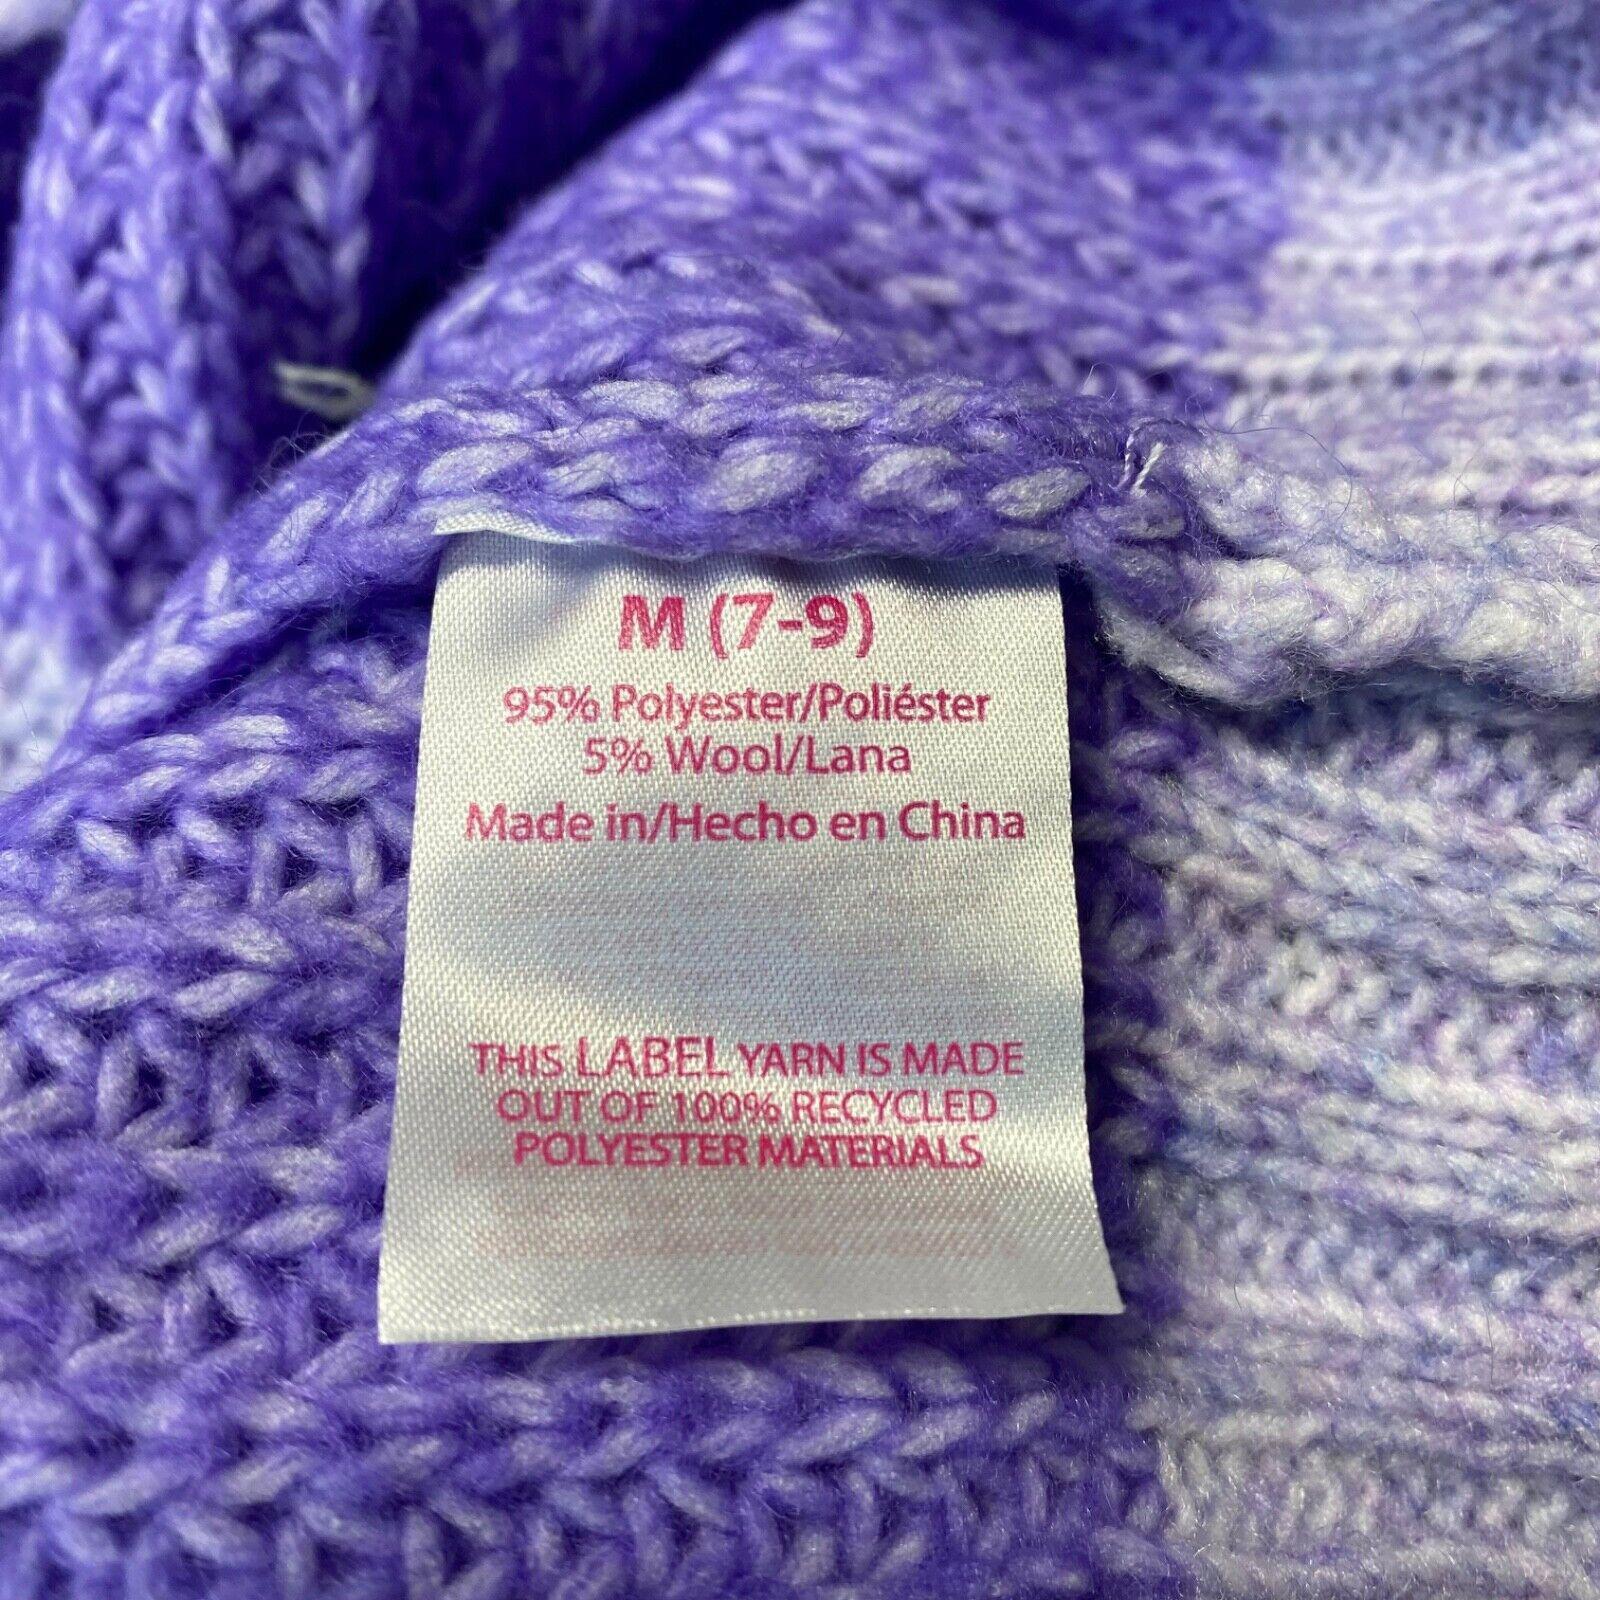 M (7-9)
95% Polyester/Poliéster
5% Wool/Lana
Made in/Hecho en China
THIS LABEL YARN IS MADE
OUT OF 100% RECYCLED
POLYESTER MATERIALS